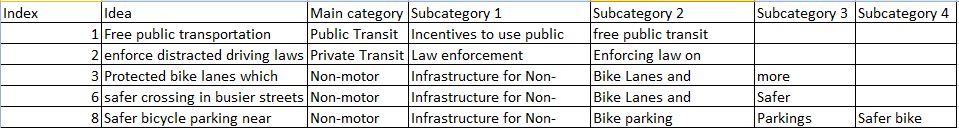 Index Idea Main category Subcategory 1 Subcategory 2 Subcategory 3 Subcategory 4
1 Free public transportation Public Transit Incentives to use public free public transit
2 enforce distracted driving laws Private Transit Law enforcement Enforcing law on
3 Protected bike lanes which Non-motor Infrastructure for Non- Bike Lanes and more
6 safer crossing in busier streets Non-motor Infrastructure for Non- Bike Lanes and Safer
8 Safer bicycle parking near Non-motor Infrastructure for Non- Bike parking Parkings Safer bike